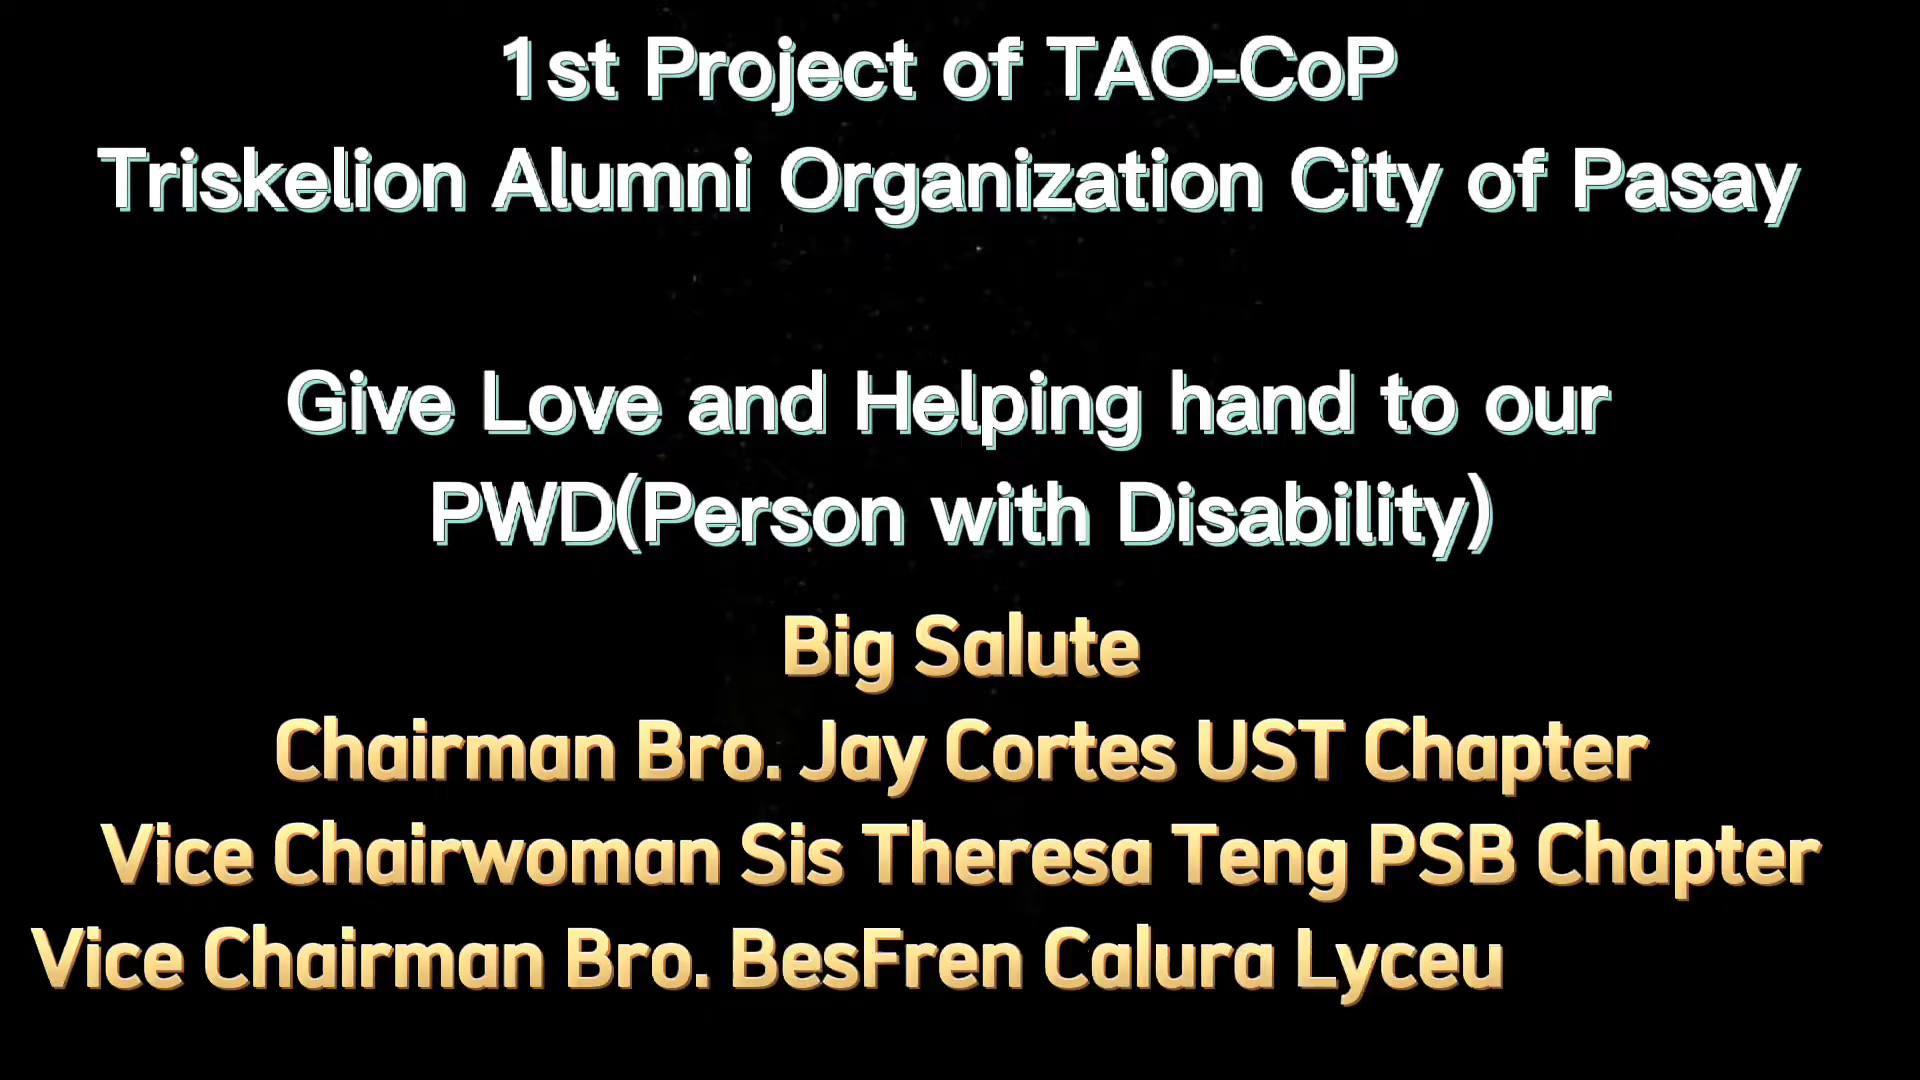 1st Project of TAO-CoP
Triskelion Alumni Organization City of Pasay
Give Love and Helping hand to our
PWD(Person with Disability)
Big Salute
Chairman Bro. Jay Cortes UST Chapter
Vice Chairwoman Sis Theresa Teng PSB Chapter
Vice Chairman Bro. BesFren Calura Lyceu